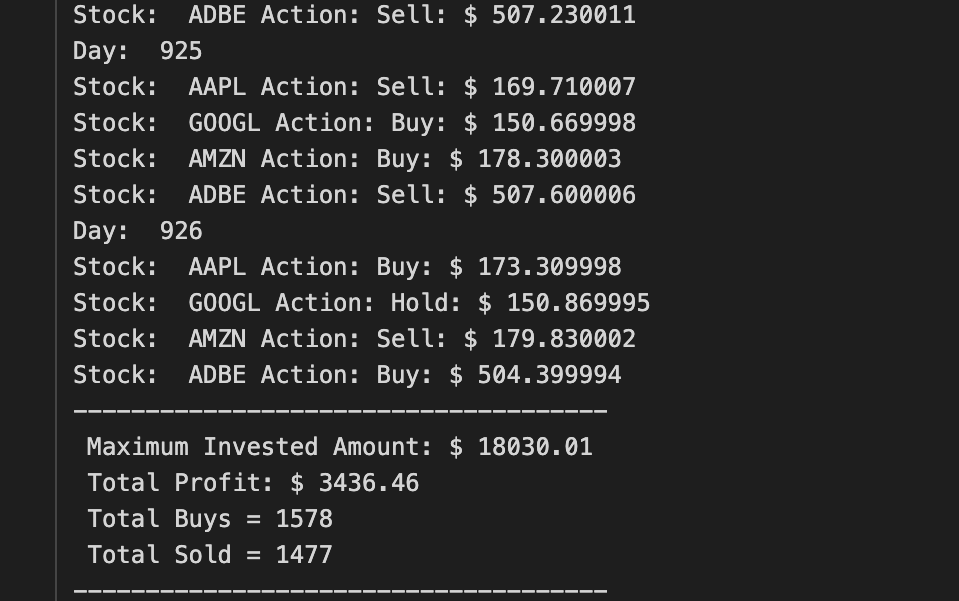 Stock:  ADBE Action: Sell: $ 507.230011
Day:  925
Stock:  AAPL Action: Sell: $ 169.710007
Stock:  GOOGL Action: Buy: $ 150.669998
Stock:  AMZN Action: Buy: $ 178.300003
Stock:  ADBE Action: Sell: $ 507.600006
Day:  926
Stock:  AAPL Action: Buy: $ 173.309998
Stock:  GOOGL Action: Hold: $ 150.869995
Stock:  AMZN Action: Sell: $ 179.830002
Stock:  ADBE Action: Buy: $ 504.399994
-------------------------------------
 Maximum Invested Amount: $ 18030.01
 Total Profit: $ 3436.46
 Total Buys = 1578
 Total Sold = 1477
-------------------------------------